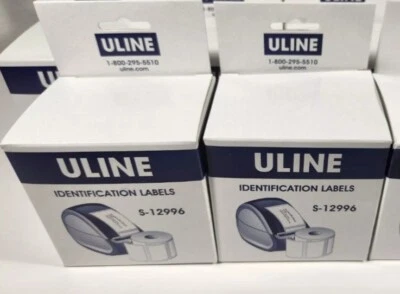 ULINE
1-800-295-5510
uline.com
ULINE
IDENTIFICATION LABELS
S-12996
ULINE
1-800-295-5510
uline.com
ULINE
IDENTIFICATION LABELS
S-12996